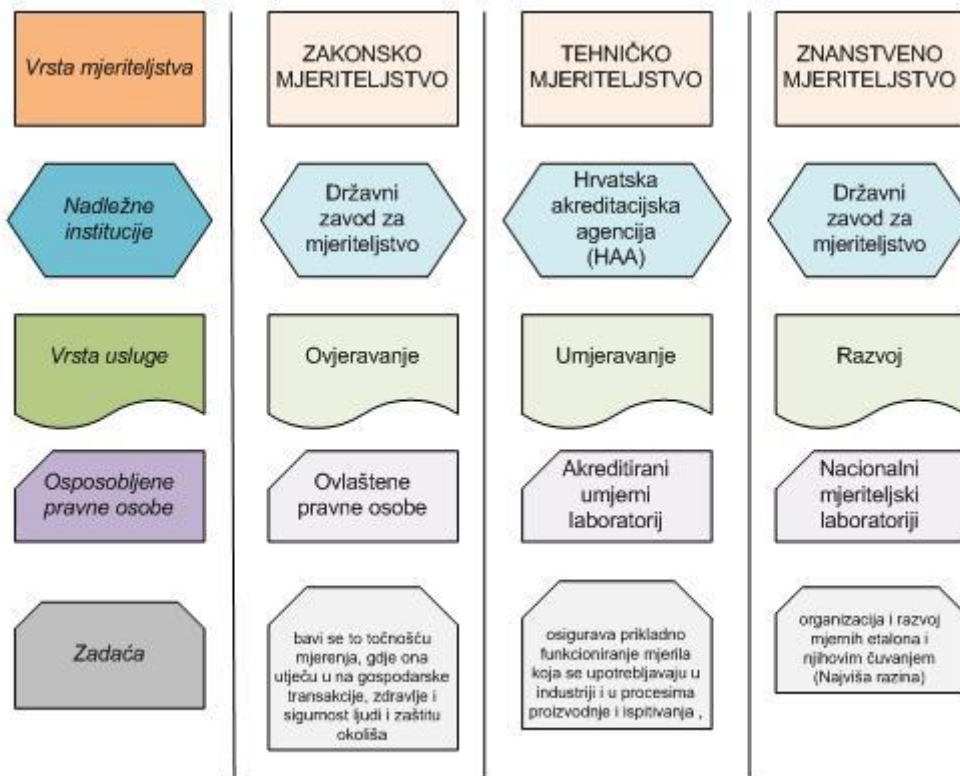 Vrsta mjeriteljstva
ZAKONSKO
MJERITELJSTVO
TEHNIČKO
MJERITELJSTVO
ZNANSTVENO
MJERITELJSTVO
Nadležne
institucije
Državni
zavod za
mjeriteljstvo
Hrvatska
akreditacijska
agencija
(HAA)
Državni
zavod za
mjeriteljstvo
Vrsta usluge
Ovjeravanje
Umjeravanje
Razvoj
Osposobljene
pravne osobe
Ovlaštene
pravne osobe
Akreditirani
umjerni
laboratorij
Nacionalni
mjeriteljski
laboratoriji
Zadaća
bavi se to točnošću
mjerenja, gdje ona
utječu u na gospodarske
transakcije, zdravlje i
sigurnost ljudi i zaštitu
okoliša
osigurava prikladno
funkcioniranje mjerila
koja se upotrebljavaju u
industriji i u procesima
proizvodnje i ispitivanja ,
organizacija i razvoj
mjernih etalona i
njihovim čuvanjem
(Najviša razina)